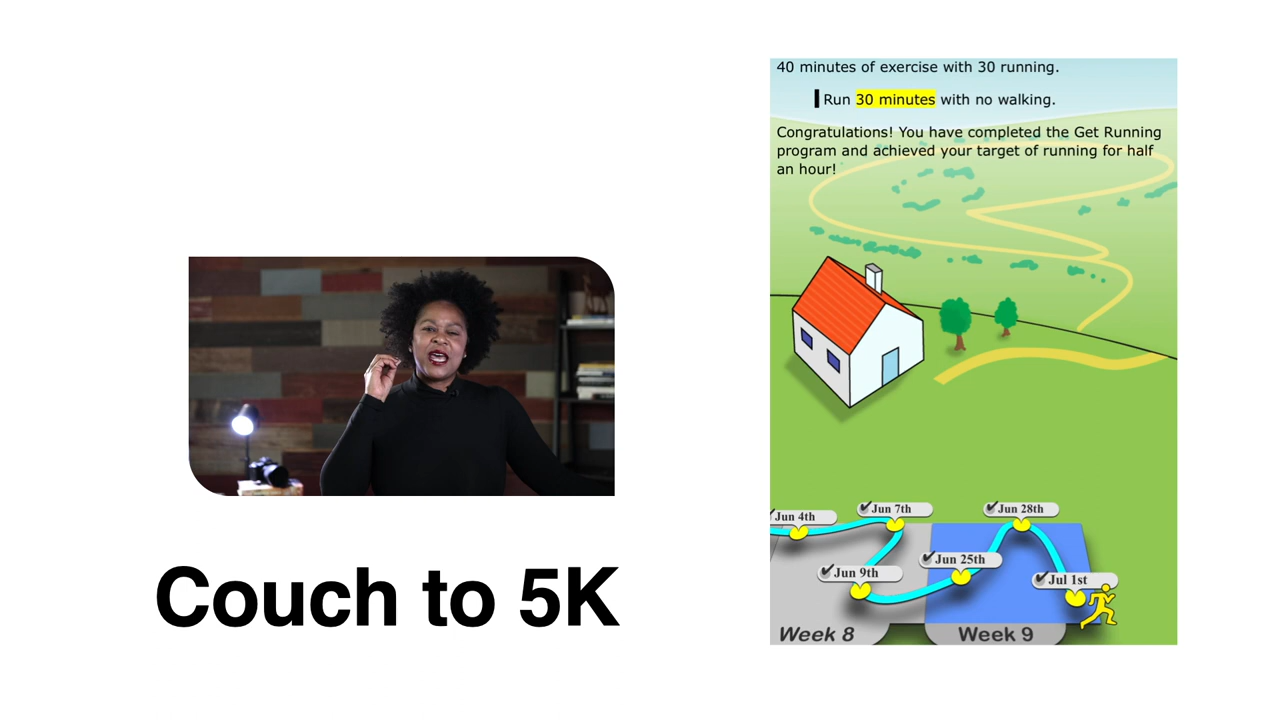 40 minutes of exercise with 30 running.
Run 30 minutes with no walking.
Congratulations! You have completed the Get Running
program and achieved your target of running for half
an hour!
Couch to 5K
Jun 4th
Jun 7th
Jun 9th
Jun 25th
Jun 28th
Jul 1st
Week 8
Week 9